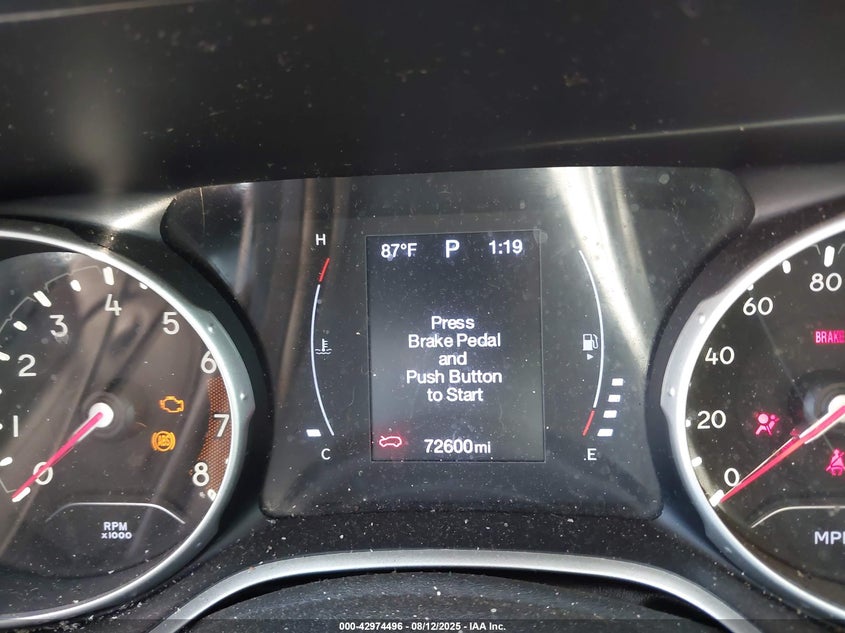 H
87°F P 1:19
Press
Brake Pedal
and
Push Button
to Start
72600mi
C
E
0
1
2
3
4
5
6
7
8
ABS
RPM
x1000
0
20
40
60
80
BRAKE
000-42974496 - 08/12/2025 - IAA Inc.